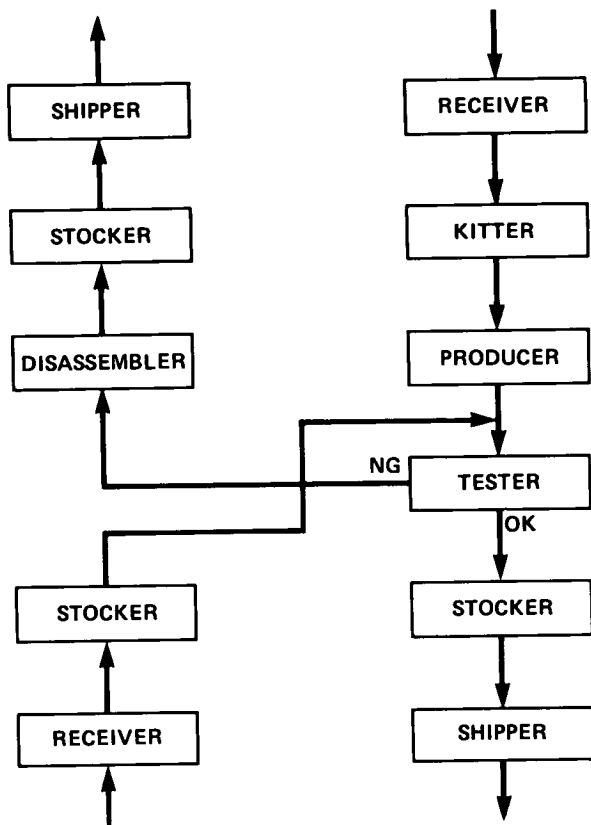 SHIPPER
STOCKER
DISASSEMBLER
STOCKER
RECEIVER
RECEIVER
KITTER
PRODUCER
NG
TESTER
OK
STOCKER
SHIPPER